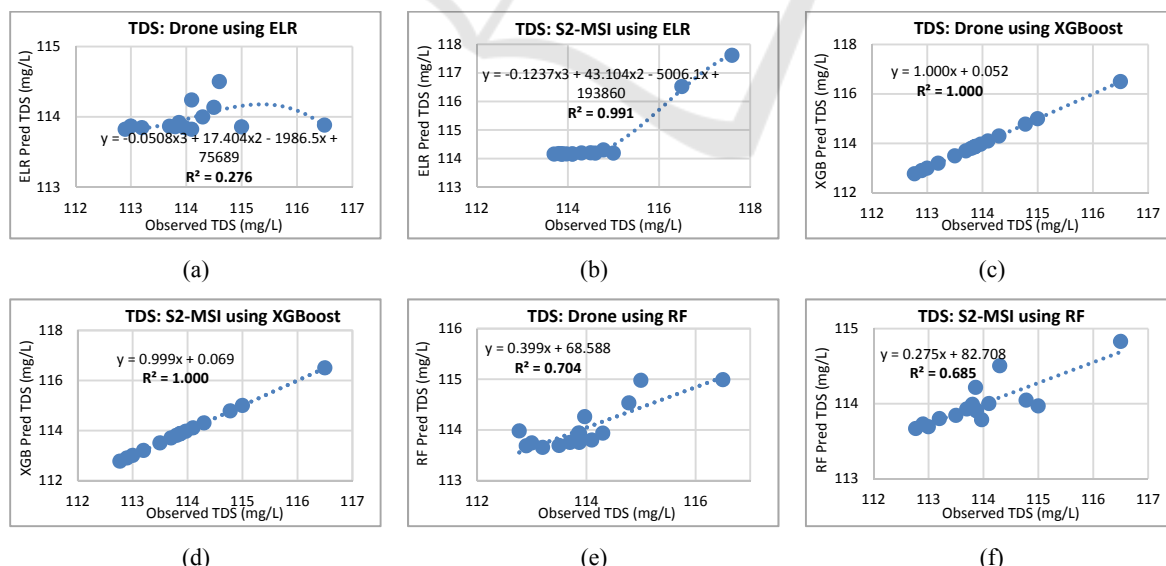 TDS: Drone using ELR
ELR Pred TDS (mg/L)
115
114
113
y = -0.0508x3 + 17.404x2 - 1986.5x +
75689
R² = 0.276
112 113 114 115 116 117
Observed TDS (mg/L)
(a)
TDS: S2-MSI using ELR
ELR Pred TDS (mg/L)
118
117
116
115
114
113
y = -0.1237x3 + 43.104x2 - 5006.1x +
193860
R² = 0.991
112 114 116 118
Observed TDS (mg/L)
(b)
TDS: Drone using XGBoost
XGB Pred TDS (mg/L)
118
116
114
112
y = 1.000x + 0.052
R² = 1.000
112 113 114 115 116 117
Observed TDS (mg/L)
(c)
TDS: S2-MSI using XGBoost
XGB Pred TDS (mg/L)
118
116
114
112
y = 0.999x + 0.069
R² = 1.000
112 113 114 115 116 117
Observed TDS (mg/L)
(d)
TDS: Drone using RF
RF Pred TDS (mg/L)
116
115
114
113
y = 0.399x + 68.588
R² = 0.704
112 114 116
Observed TDS (mg/L)
(e)
TDS: S2-MSI using RF
RF Pred TDS (mg/L)
115
114
113
y = 0.275x + 82.708
R² = 0.685
112 113 114 115 116 117
Observed TDS (mg/L)
(f)